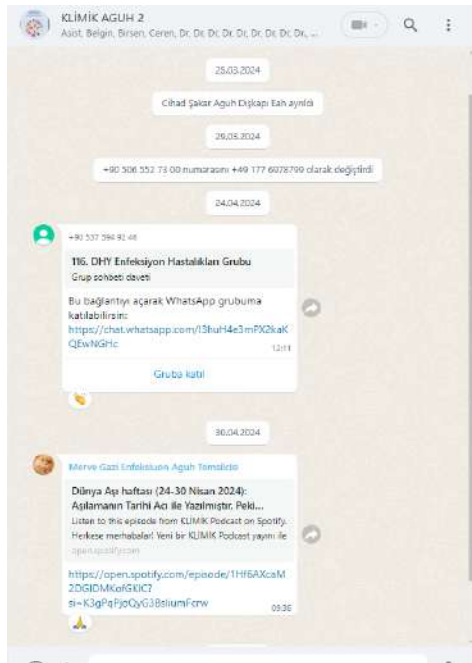 KLİMİK AGUH 2
Asist. Belgin, Birsen, Ceren, Dr. Dr. Dr. Dr. Dr. Dr. Dr. Dr. Dr., ...
25.03.2024
Cihad Şakar Aguh Dışkapı Eah ayrıldı
29.03.2024
+90 506 552 73 00 numarasını +49 177 6978799 olarak değiştirdi
24.04.2024
+90 537 594 92 46
116. DHY Enfeksiyon Hastalıkları Grubu
Grup sohbeti daveti
Bu bağlantıyı açarak WhatsApp grubuma
katılabilirsin:
https://chat.whatsapp.com/I3huH4e3mPX2kaK
QEwNGHc
12:11
Gruba katıl
30.04.2024
Merve Gazi Enfeksiyon Aguh Temsilcisi
Dünya Aşı haftası (24-30 Nisan 2024):
Aşılamanın Tarihi Acı ile Yazılmıştır. Peki...
Listen to this episode from KLİMİK Podcast on Spotify.
Herkese merhabalar! Yeni bir KLİMİK Podcast yayını ile
open.spotify.com
https://open.spotify.com/episode/1Hf6AXcaM
2DGIDMKofGKIC?
si=K3gPqPjoQyG3BsliumFcrw
09:36